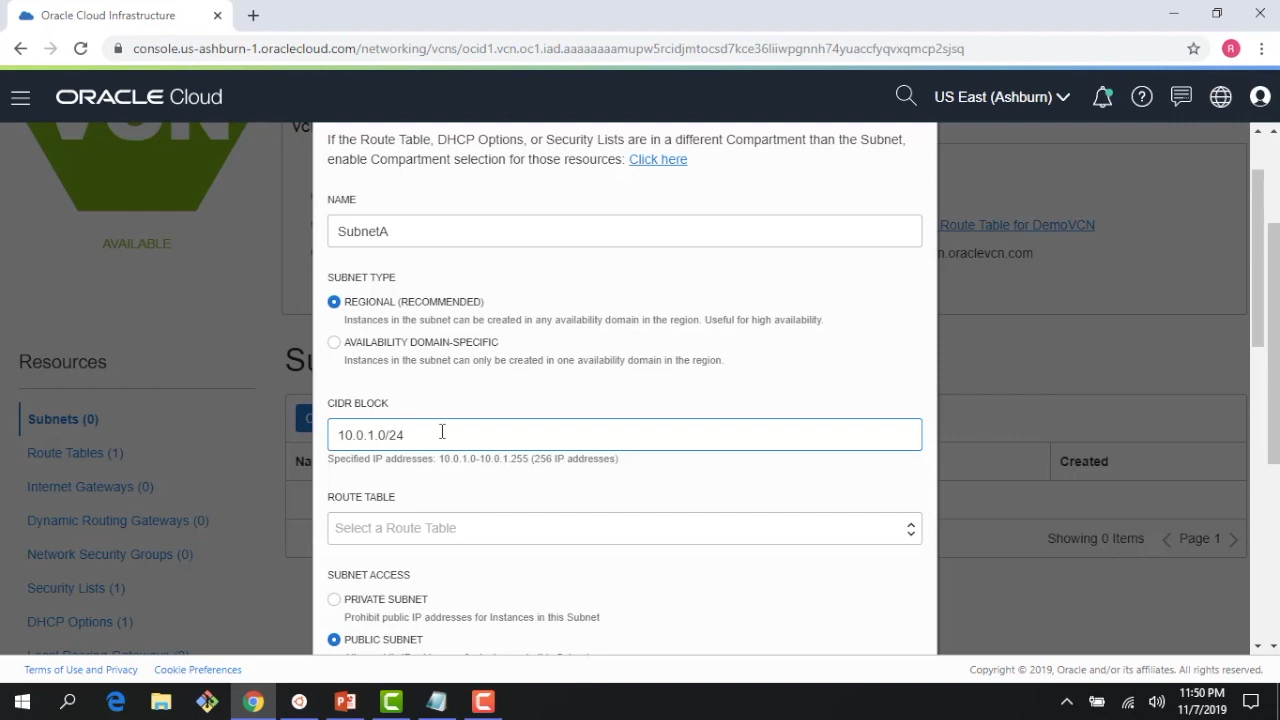 Oracle Cloud Infrastructure
console.us-ashburn-1.oraclecloud.com/networking/vcns/ocid1.vcn.oc1.iad.aaaaaaaamupw5rcidjmtocsd7kce36liiwpgnnh74yuaccfyqvxqmcp2sjsq
R
ORACLE Cloud
US East (Ashburn)
VCN
AVAILABLE
If the Route Table, DHCP Options, or Security Lists are in a different Compartment than the Subnet,
enable Compartment selection for those resources: Click here
NAME
SubnetA
Route Table for DemoVCN
n.oraclevcn.com
SUBNET TYPE
REGIONAL (RECOMMENDED)
Instances in the subnet can be created in any availability domain in the region. Useful for high availability.
AVAILABILITY DOMAIN-SPECIFIC
Instances in the subnet can only be created in one availability domain in the region.
Resources
Subnets (0)
Route Tables (1)
Internet Gateways (0)
Dynamic Routing Gateways (0)
Network Security Groups (0)
Security Lists (1)
DHCP Options (1)
CIDR BLOCK
10.0.1.0/24
Specified IP addresses: 10.0.1.0-10.0.1.255 (256 IP addresses)
Created
ROUTE TABLE
Select a Route Table
Showing 0 Items
Page 1
SUBNET ACCESS
PRIVATE SUBNET
Prohibit public IP addresses for Instances in this Subnet
PUBLIC SUBNET
Terms of Use and Privacy
Cookie Preferences
Copyright © 2019, Oracle and/or its affiliates. All rights reserved.
11:50 PM
11/7/2019